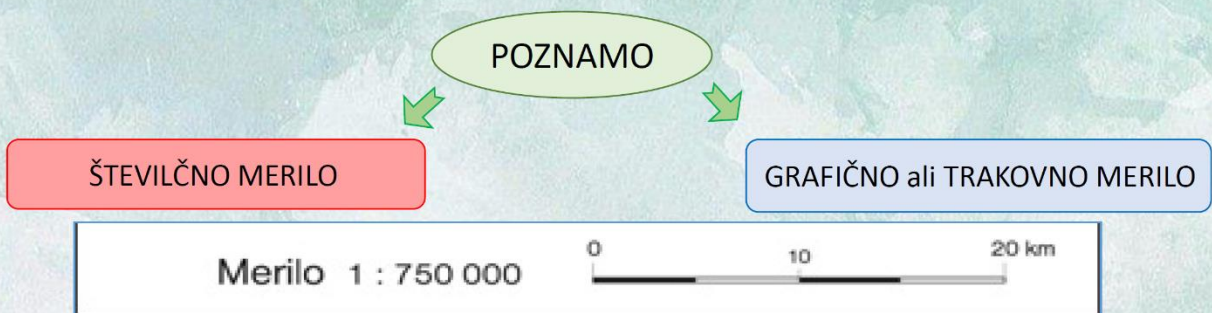 POZNAMO
ŠTEVILČNO MERILO
GRAFIČNO ali TRAKOVNO MERILO
Merilo 1 : 750 000
0 10 20 km